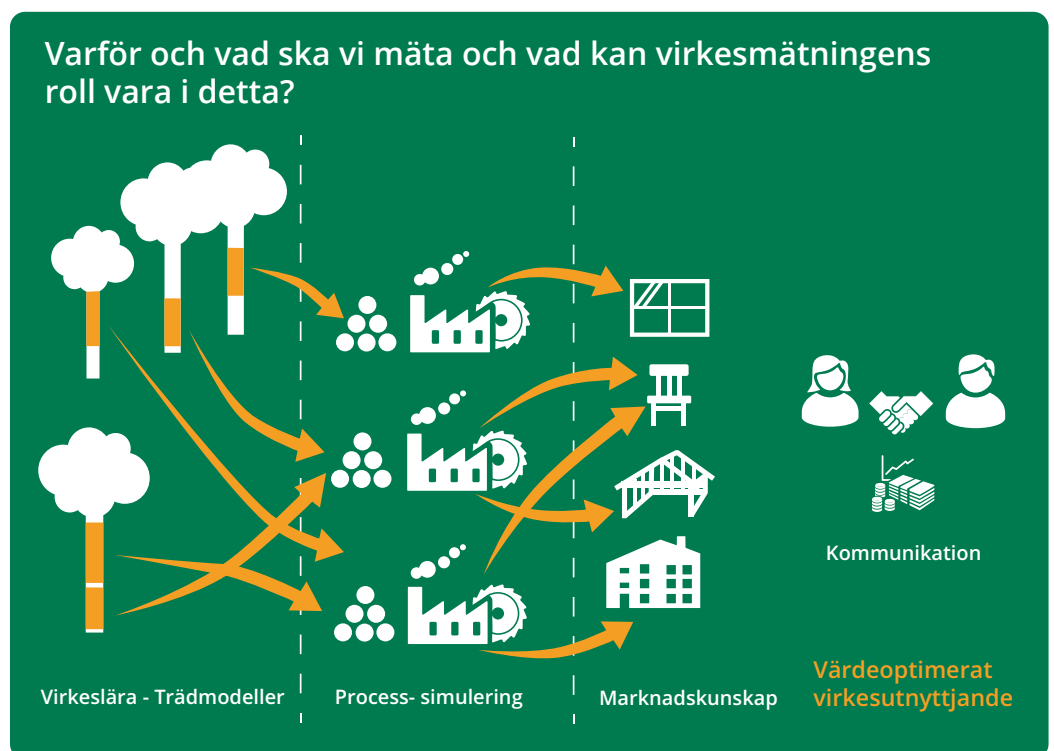 Varför och vad ska vi mäta och vad kan virkesmätningens
roll vara i detta?
Kommunikation
Virkeslära - Trädmodeller
Process- simulering
Marknadskunskap
Värdeoptimerat
virkesutnyttjande